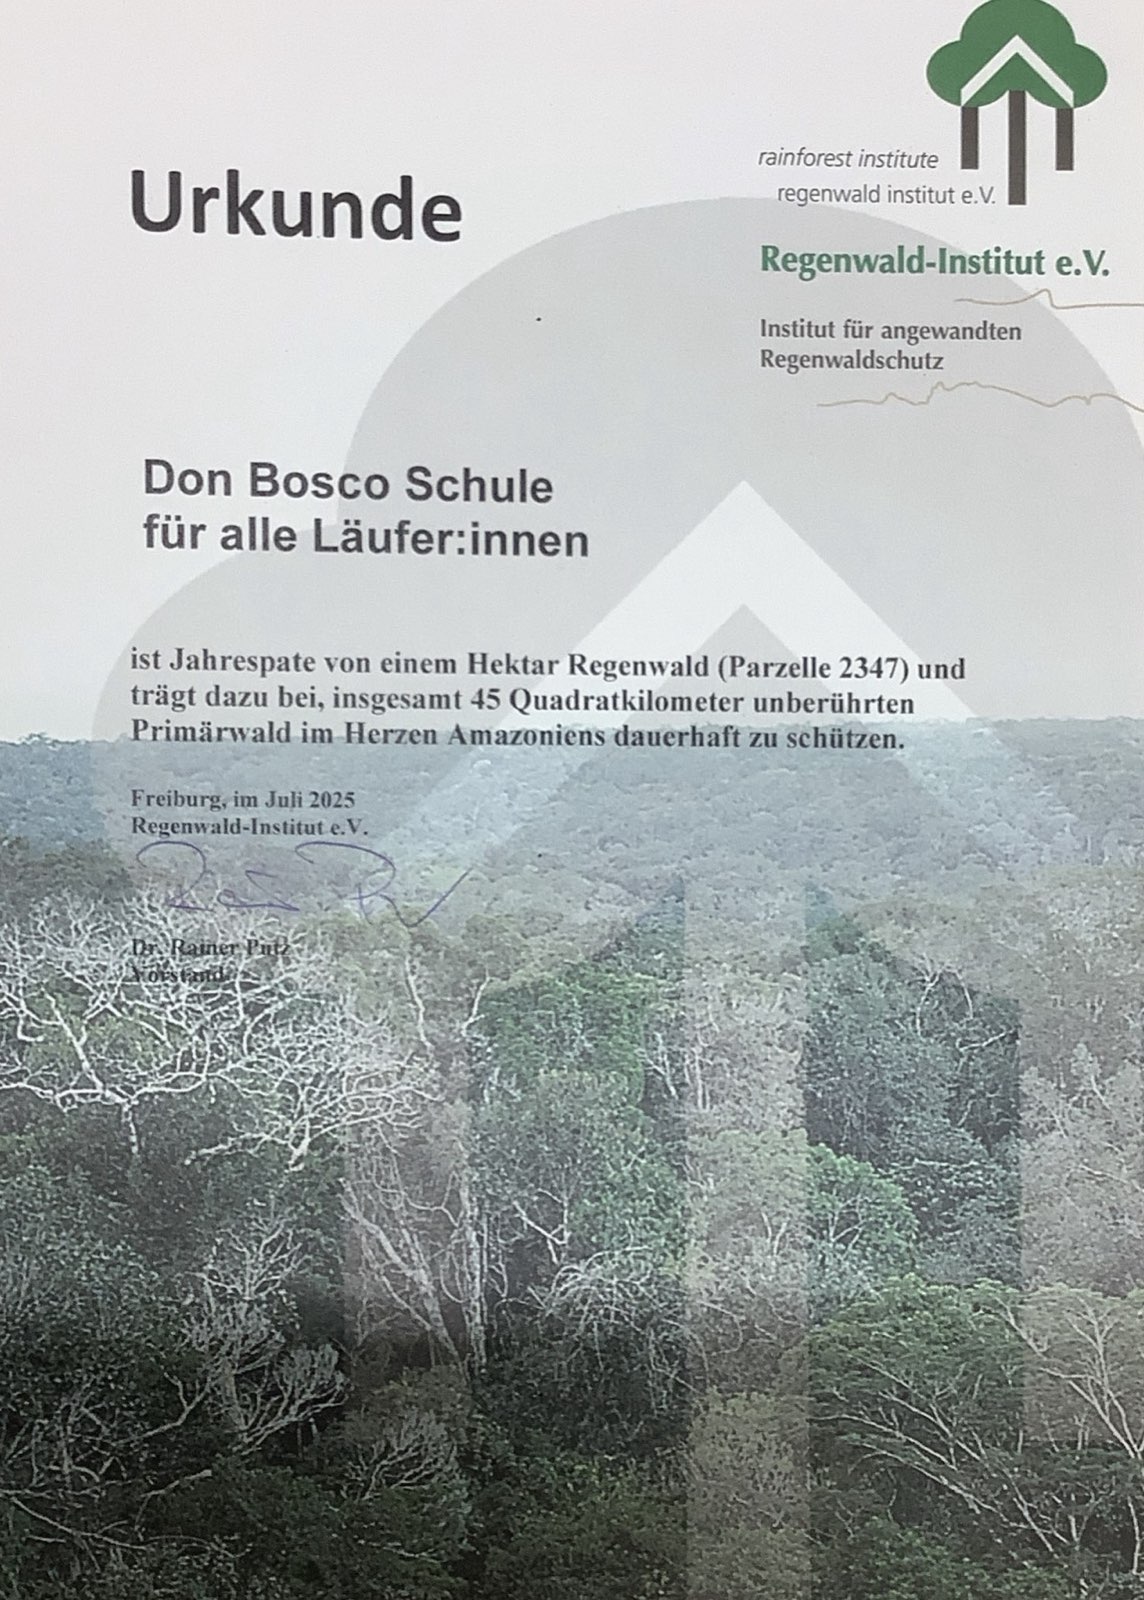 rainforest institute
regenwald institut e.V.
Urkunde
Regenwald-Institut e.V.
Institut für angewandten
Regenwaldschutz
Don Bosco Schule
für alle Läufer:innen
ist Jahrespate von einem Hektar Regenwald (Parzelle 2347) und
trägt dazu bei, insgesamt 45 Quadratkilometer unberührten
Primärwald im Herzen Amazoniens dauerhaft zu schützen.
Freiburg, im Juli 2025
Regenwald-Institut e.V.
Dr. Rainer Putz
Vorstand